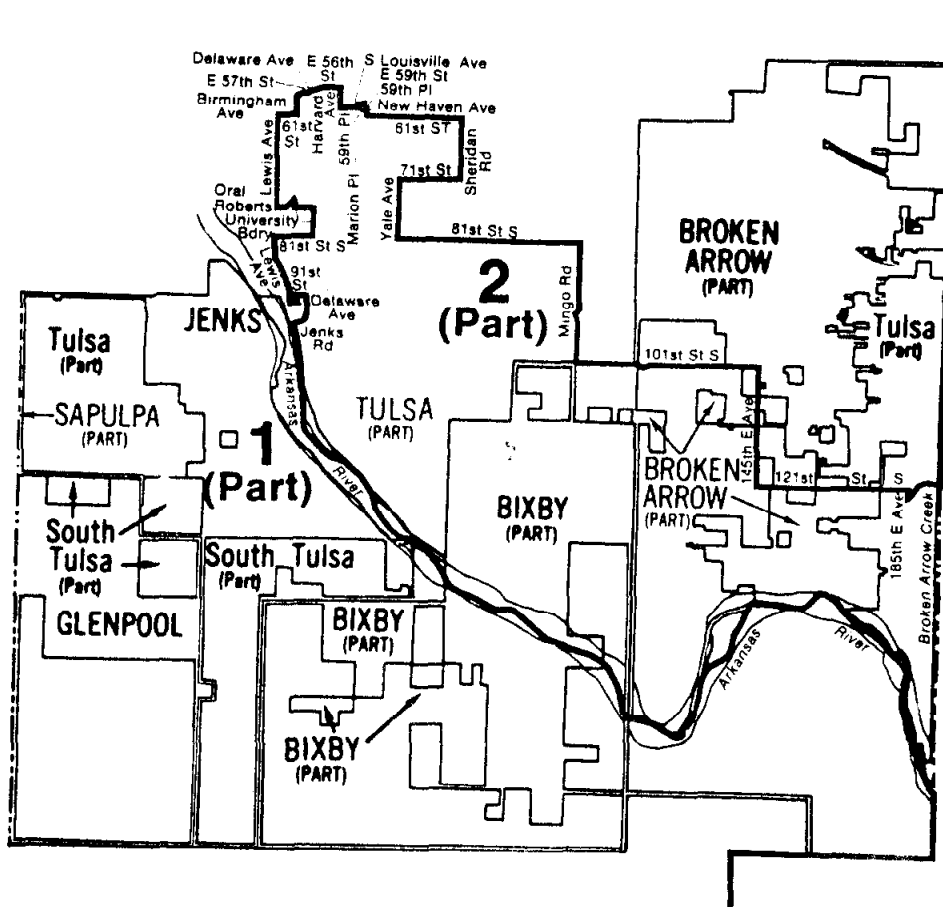 Delaware Ave
E 56th
St
S Louisville Ave
E 57th St
E 59th St
59th Pl
Birmingham
Ave
New Haven Ave
Harvard
Ave
61st
St
59th Pl
61st ST
Lewis Ave
Marion Pl
71st St
Sheridan
Rd
Yale Ave
Oral
Roberts
University
Bdry
81st St S
81st St S
Lewis
Ave
91st
St
Delaware
Ave
Jenks
Rd
Mingo Rd
2
(Part)
BROKEN
ARROW
(PART)
JENKS
Tulsa
(Part)
Tulsa
(Part)
101st St S
Arkansas
River
SAPULPA
(PART)
TULSA
(PART)
1
(Part)
145th E Ave
BROKEN
ARROW
(PART)
121st St S
BIXBY
(PART)
185th E Ave
Broken Arrow Creek
South
Tulsa
(Part)
South Tulsa
(Part)
GLENPOOL
BIXBY
(PART)
Arkansas
River
BIXBY
(PART)